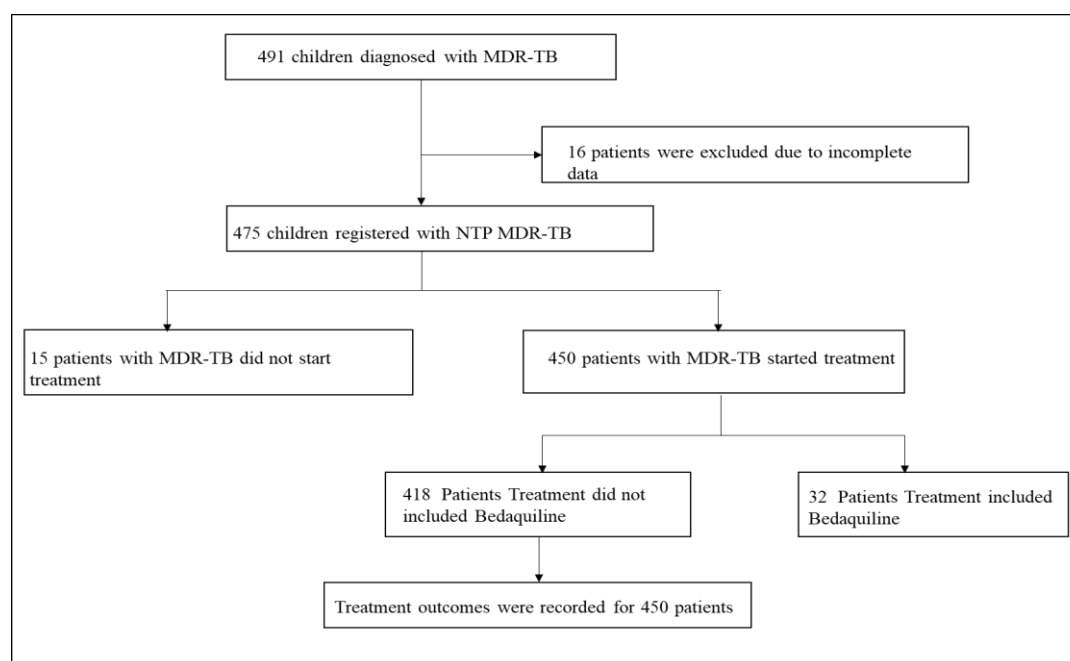 491 children diagnosed with MDR-TB
16 patients were excluded due to incomplete
data
475 children registered with NTP MDR-TB
15 patients with MDR-TB did not start
treatment
450 patients with MDR-TB started treatment
418 Patients Treatment did not
included Bedaquiline
32 Patients Treatment included
Bedaquiline
Treatment outcomes were recorded for 450 patients